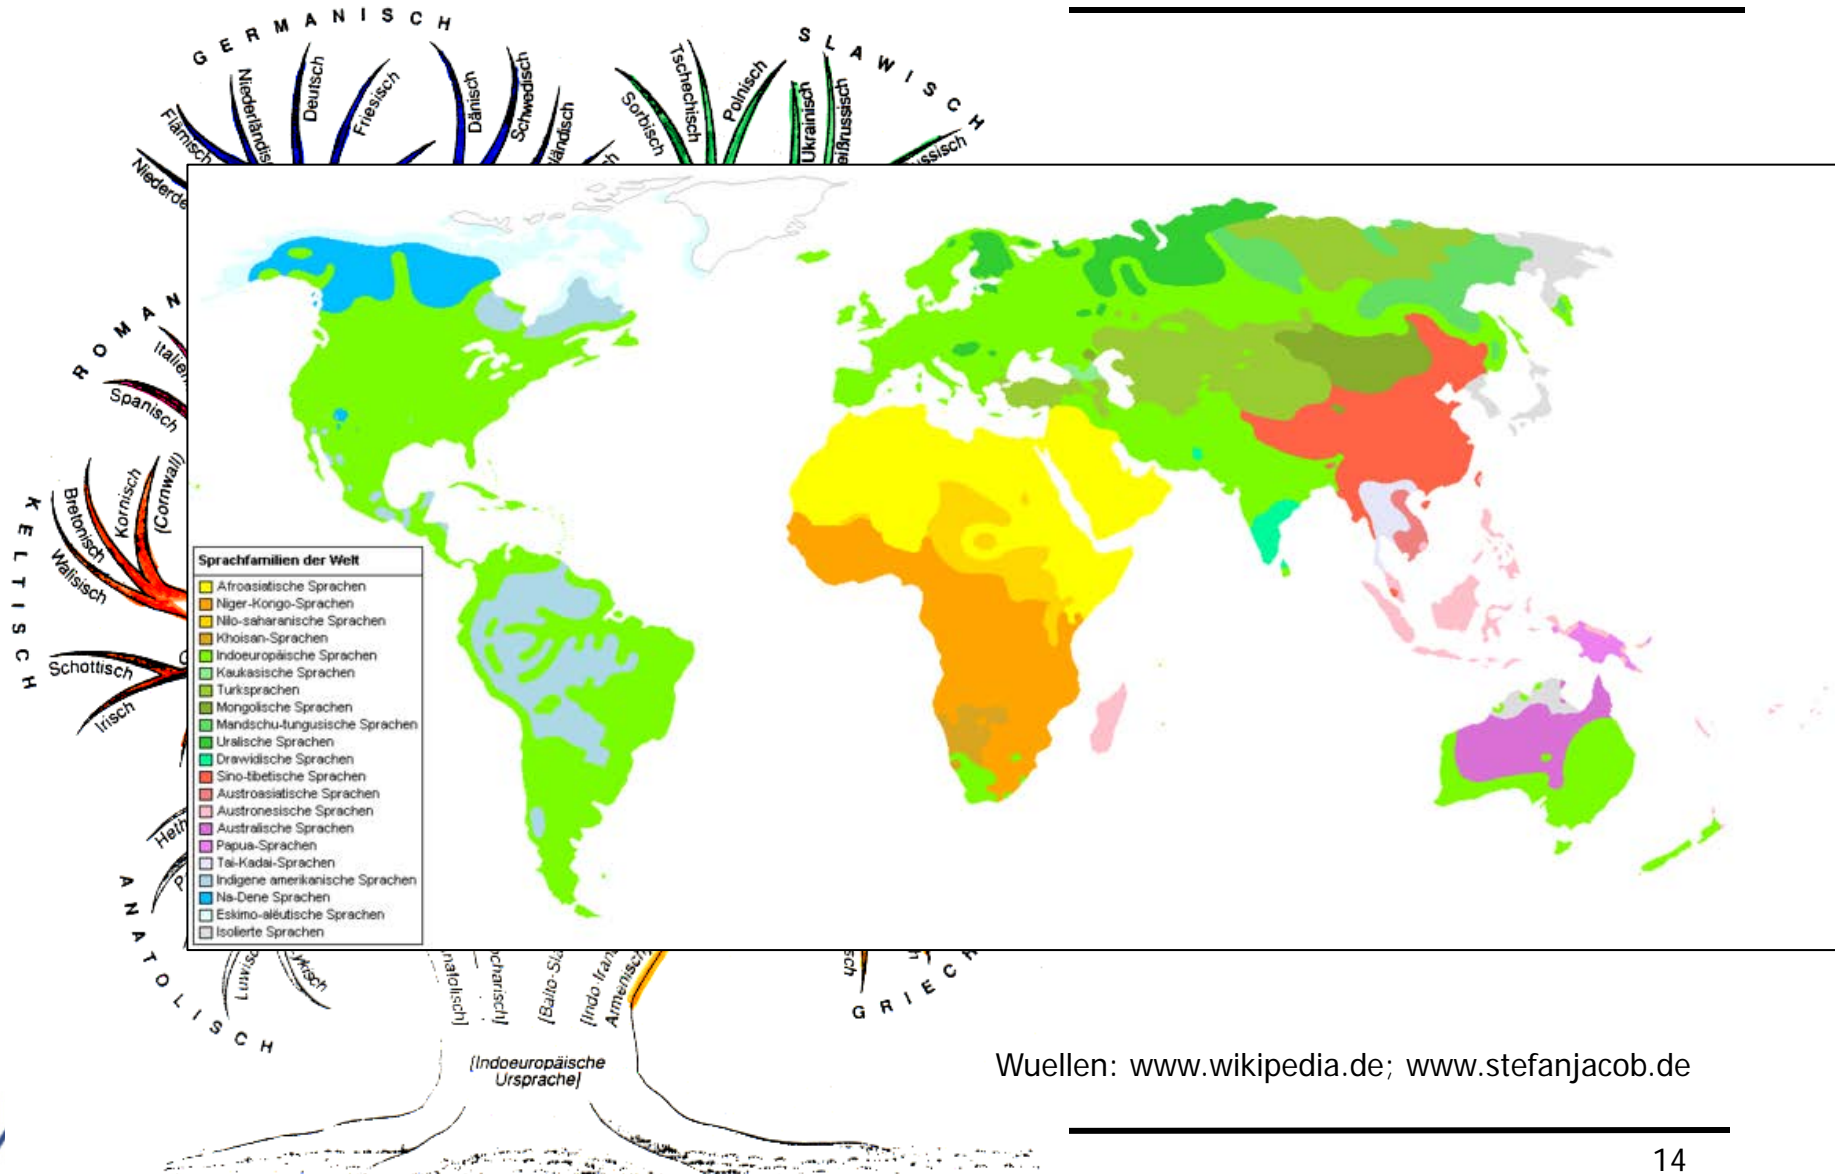 GERMANISCH
SLAWISCH
Flämisch
Deutsch
Friesisch
Dänisch
Schwedisch
Sorbisch
Tschechisch
Polnisch
Ukrainisch
ROMAN
Spanisch
KELTISCH
Bretonisch
Kornisch
(Cornwall)
Walisisch
Schottisch
Irisch
Sprachfamilien der Welt
Afroasiatische Sprachen
Niger-Kongo-Sprachen
Nilo-saharanische Sprachen
Khoisan-Sprachen
Indoeuropäische Sprachen
Kaukasische Sprachen
Turksprachen
Mongolische Sprachen
Mandschu-tungusische Sprachen
Uralische Sprachen
Drawidische Sprachen
Sino-tibetische Sprachen
Austroasiatische Sprachen
Austronesische Sprachen
Australische Sprachen
Papua-Sprachen
Tai-Kadai-Sprachen
Indigene amerikanische Sprachen
Na-Dene Sprachen
Eskimo-alëutische Sprachen
Isolierte Sprachen
ANATOLISCH
Armenisch
GRIECH
[Indoeuropäische
Ursprache]
Wuellen: www.wikipedia.de; www.stefanjacob.de
14